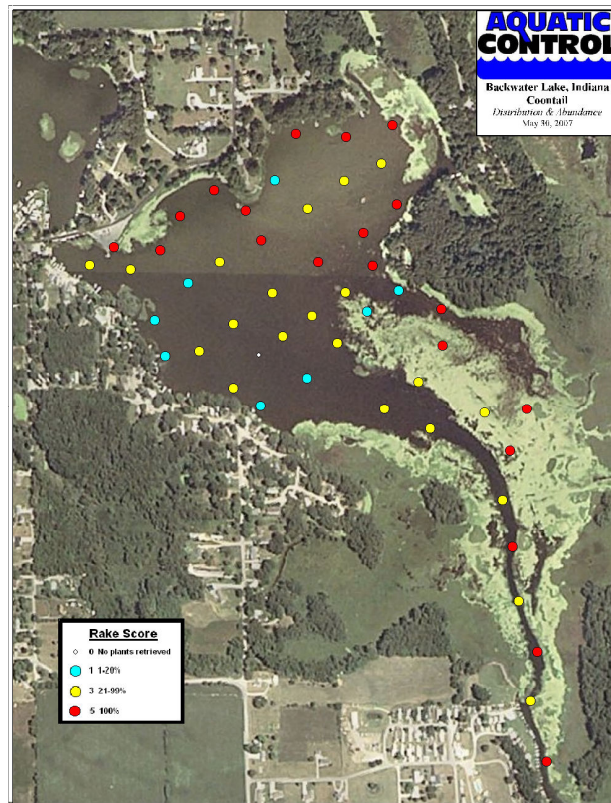 AQUATIC
CONTROL
Backwater Lake, Indiana
Coontail
Distribution & Abundance
May 30, 2007
Rake Score
0 No plants retrieved
1 1-20%
3 21-99%
5 100%